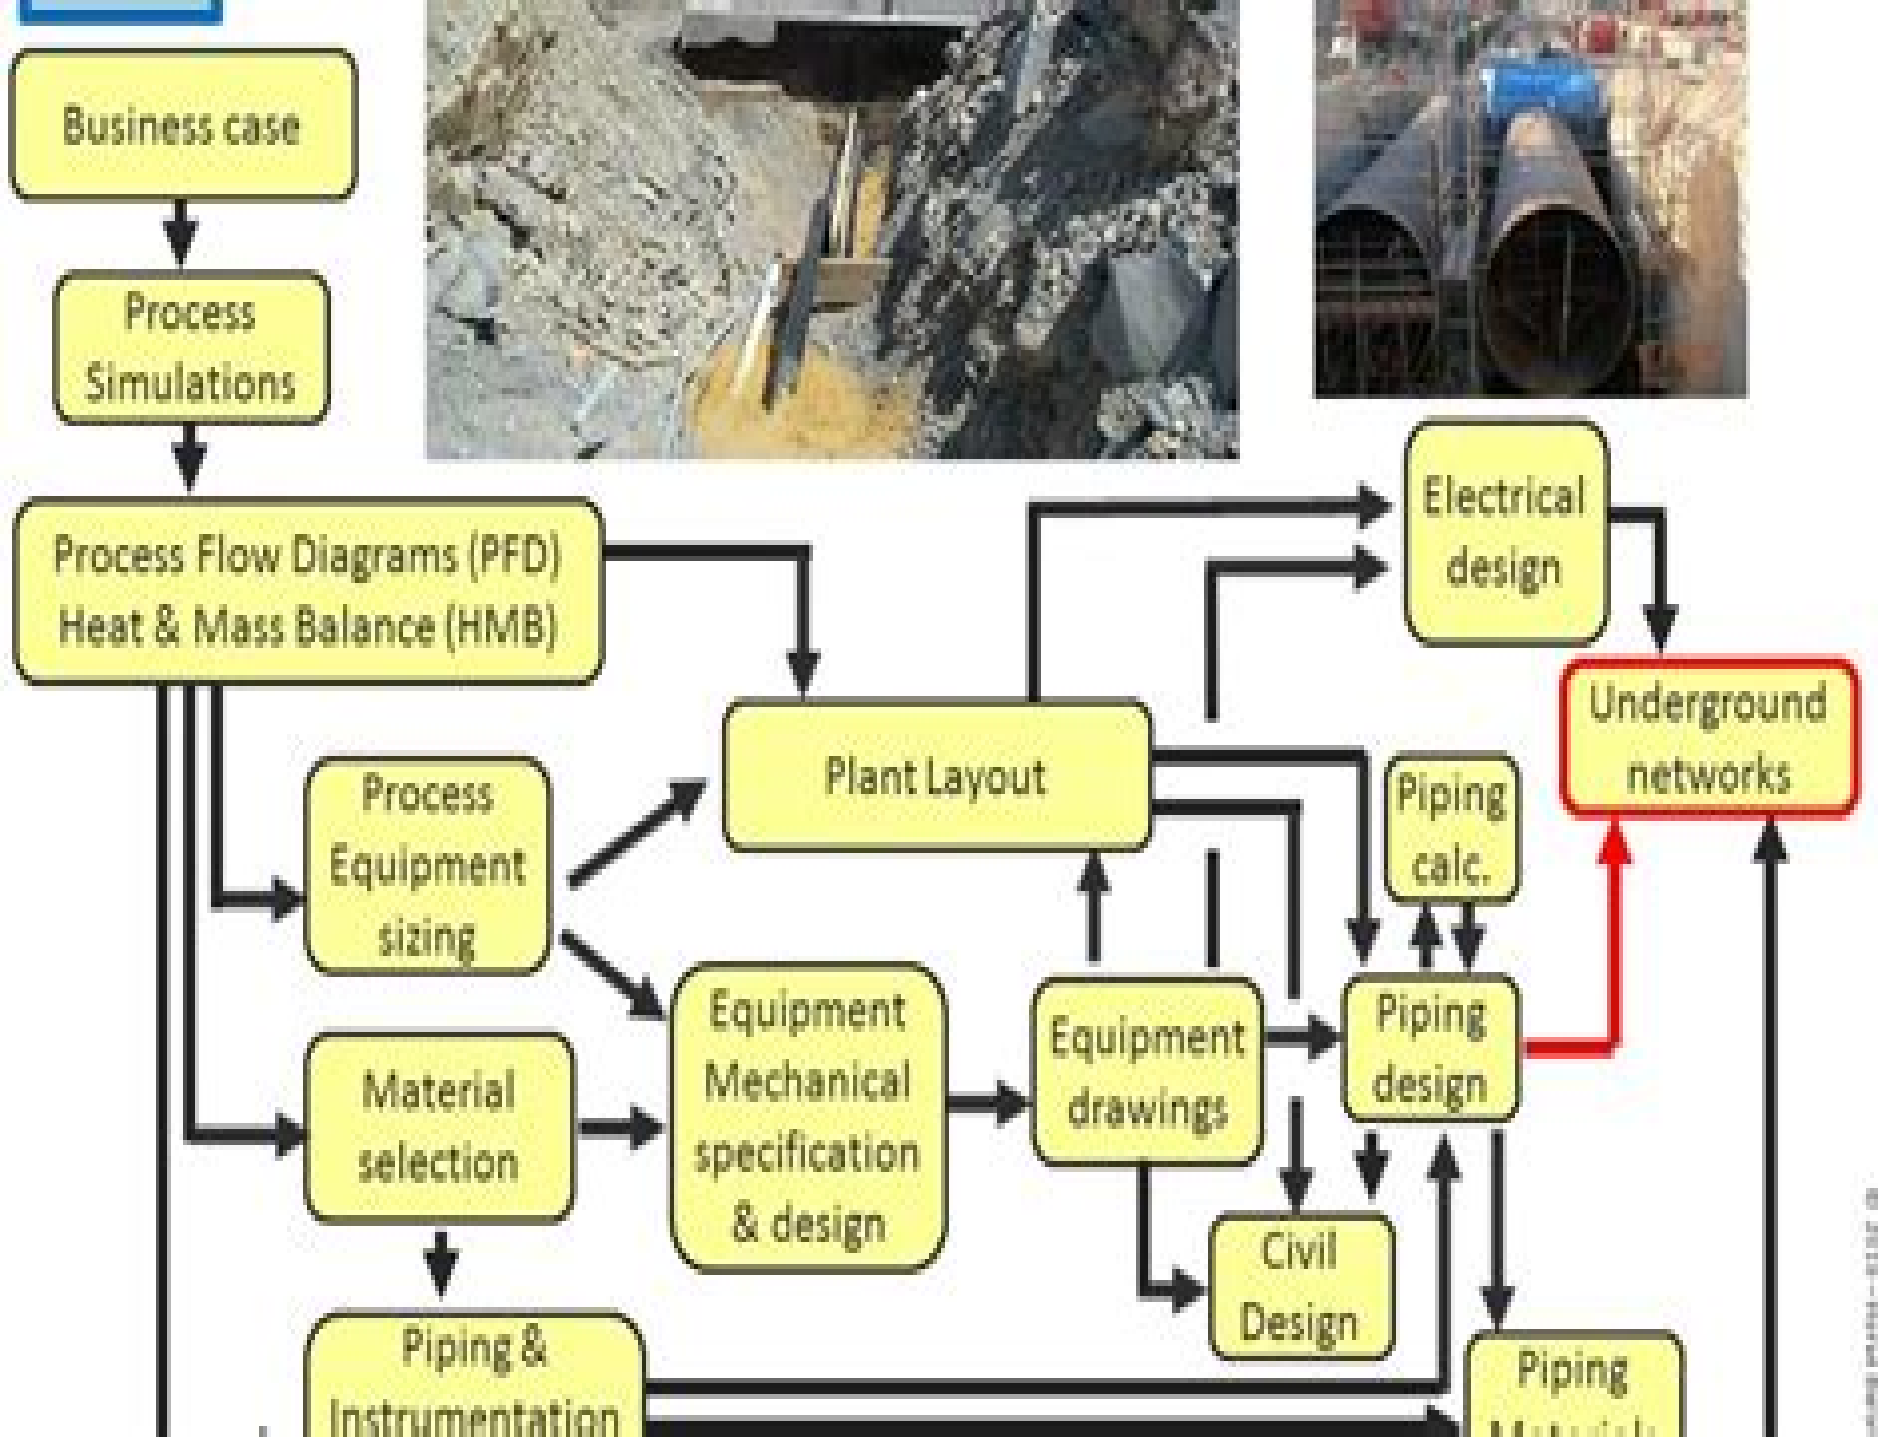 Business case
Process
Simulations
Process Flow Diagrams (PFD)
Heat & Mass Balance (HMB)
Electrical
design
Underground
networks
Plant Layout
Piping
calc.
Process
Equipment
sizing
Equipment
Mechanical
specification
& design
Equipment
drawings
Piping
design
Material
selection
Civil
Design
Piping &
Instrumentation
Piping